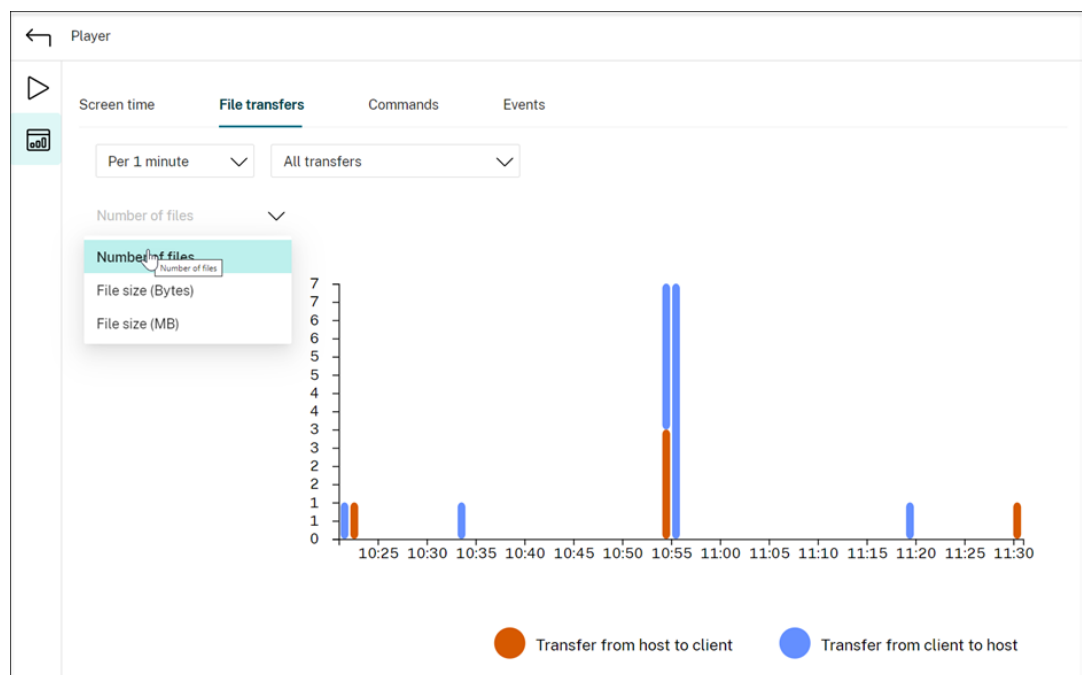 Player
Screen time File transfers Commands Events
Per 1 minute All transfers
Number of files
Number of files
Number of files
File size (Bytes)
File size (MB)
7
7
6
6
5
5
4
4
3
3
2
2
1
1
0
10:25 10:30 10:35 10:40 10:45 10:50 10:55 11:00 11:05 11:10 11:15 11:20 11:25 11:30
Transfer from host to client Transfer from client to host